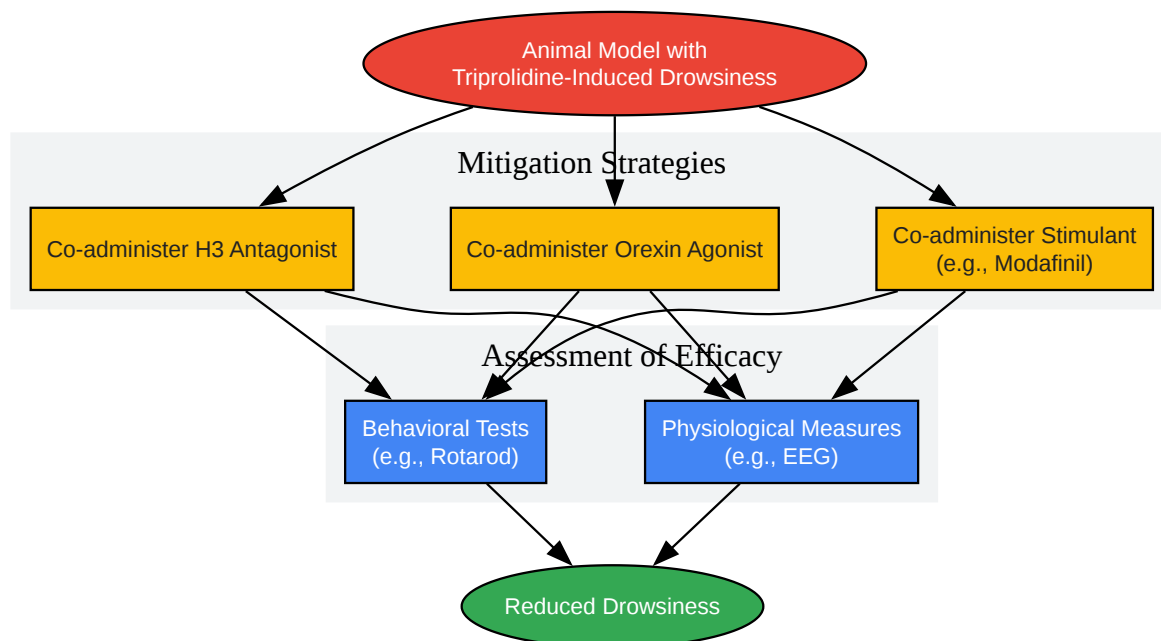 Animal Model with
Triprolidine-Induced Drowsiness
Mitigation Strategies
Co-administer H3 Antagonist
Co-administer Orexin Agonist
Co-administer Stimulant
(e.g., Modafinil)
Assessment of Efficacy
Behavioral Tests
(e.g., Rotarod)
Physiological Measures
(e.g., EEG)
Reduced Drowsiness